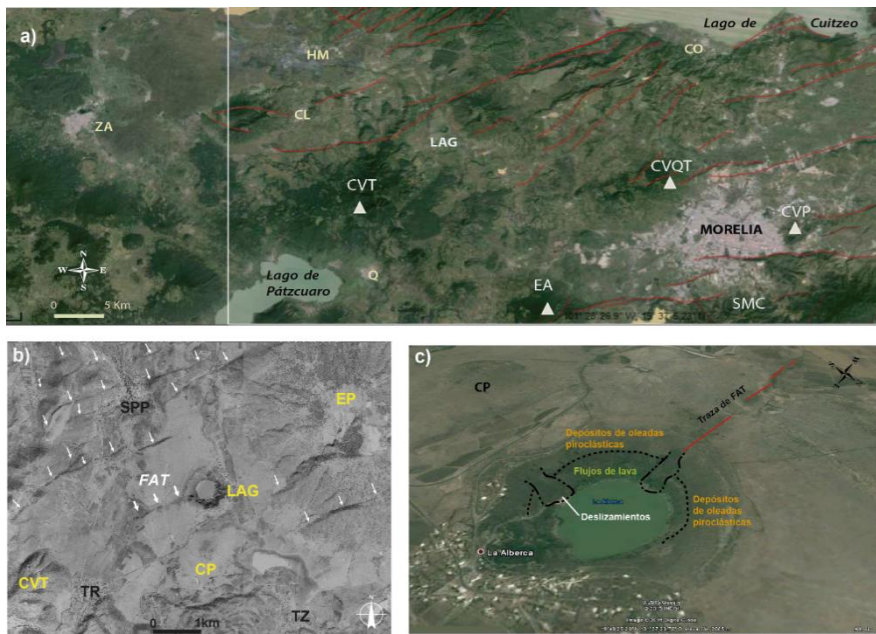 a)
Lago de Cuitzeo
HM
CO
ZA
CL
LAG
CVT
CVQT
MORELIA
CVP
N
W E
S
0 5 Km
Lago de
Pátzcuaro
Q
EA
SMC
b)
SPP
EP
FAT
LAG
CVT
CP
TR
TZ
0 1km
c)
CP
Traza de FAT
Depósitos de oleadas
piroclásticas
Flujos de lava
Depósitos
de oleadas
piroclásticas
Deslizamientos
La Alberca